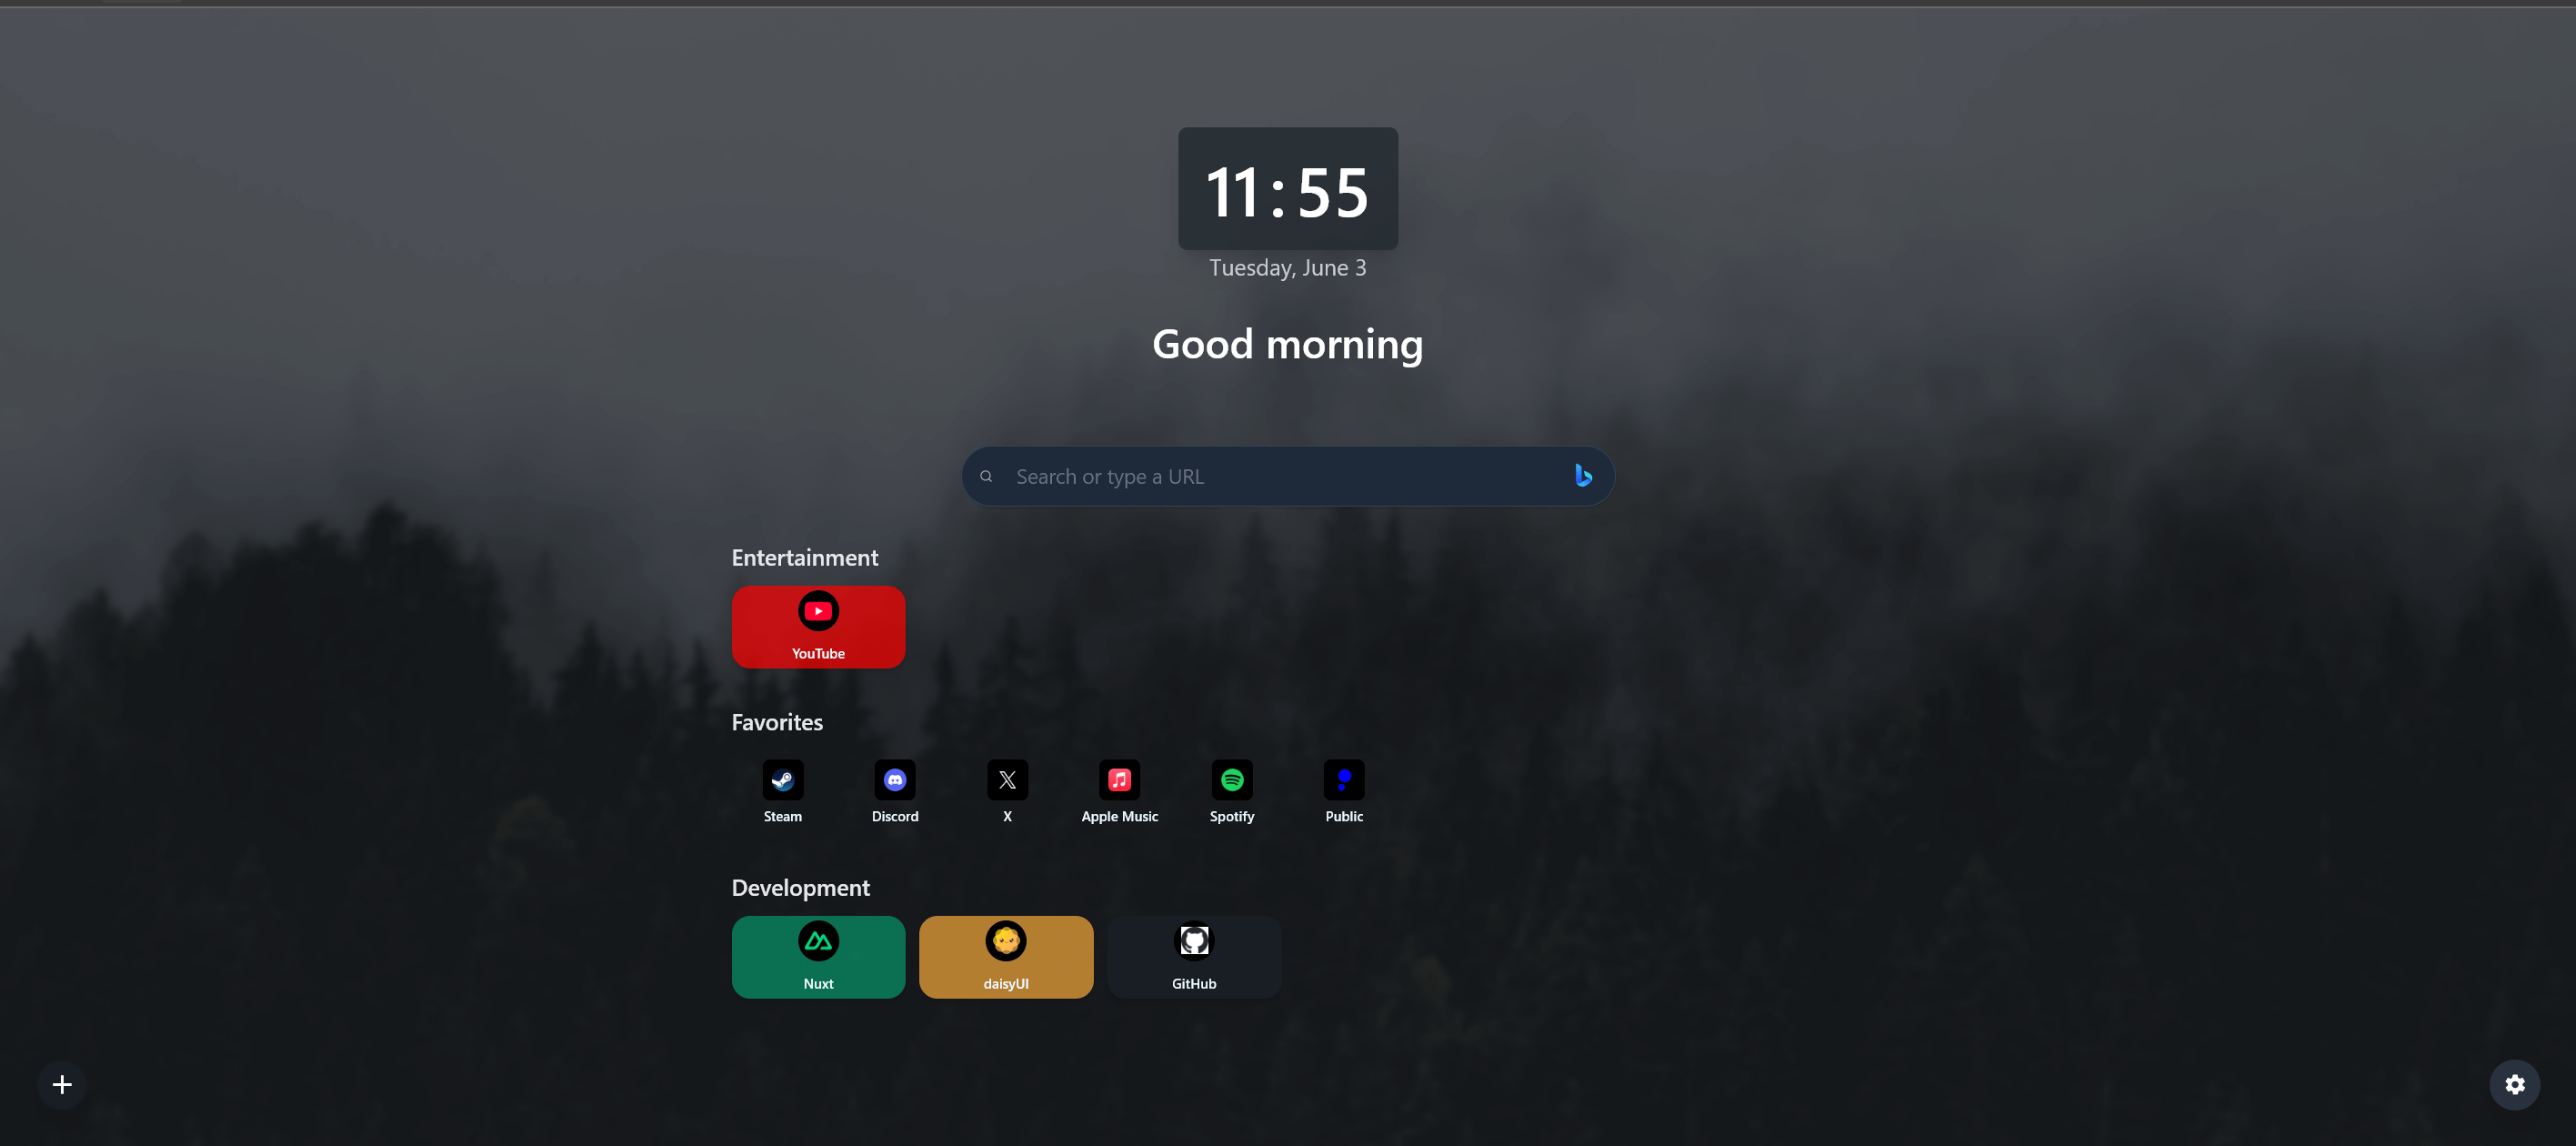 11:55
Tuesday, June 3
Good morning
Search or type a URL
Entertainment
YouTube
Favorites
Steam Discord X Apple Music Spotify Public
Development
Nuxt daisyUI GitHub